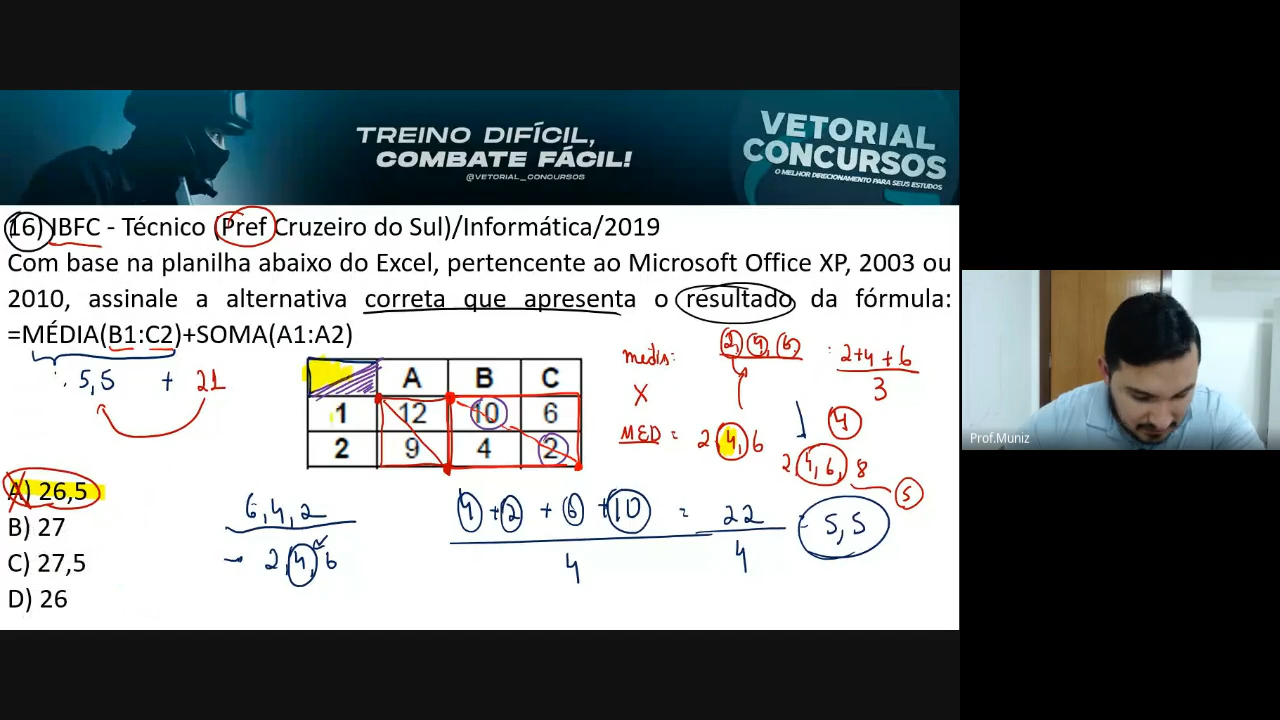 TREINO DIFÍCIL,
COMBATE FÁCIL!
@VETORIAL_CONCURSOS
VETORIAL
CONCURSOS
O MELHOR DIRECIONAMENTO PARA SEUS ESTUDOS
16) IBFC - Técnico (Pref Cruzeiro do Sul)/Informática/2019
Com base na planilha abaixo do Excel, pertencente ao Microsoft Office XP, 2003 ou
2010, assinale a alternativa correta que apresenta o resultado da fórmula:
=MÉDIA(B1:C2)+SOMA(A1:A2)
5,5 + 21
A B C
1 12 10 6
2 9 4 2
média: 2, 4, 6, : 2+4+6
3
X
4
MED = 2 4, 6
2 4, 6, 8
5
A) 26,5
B) 27
C) 27,5
D) 26
6, 4, 2
2, 4, 6
4 + 2 + 6 + 10 = 22 5,5
4 4
Prof.Muniz